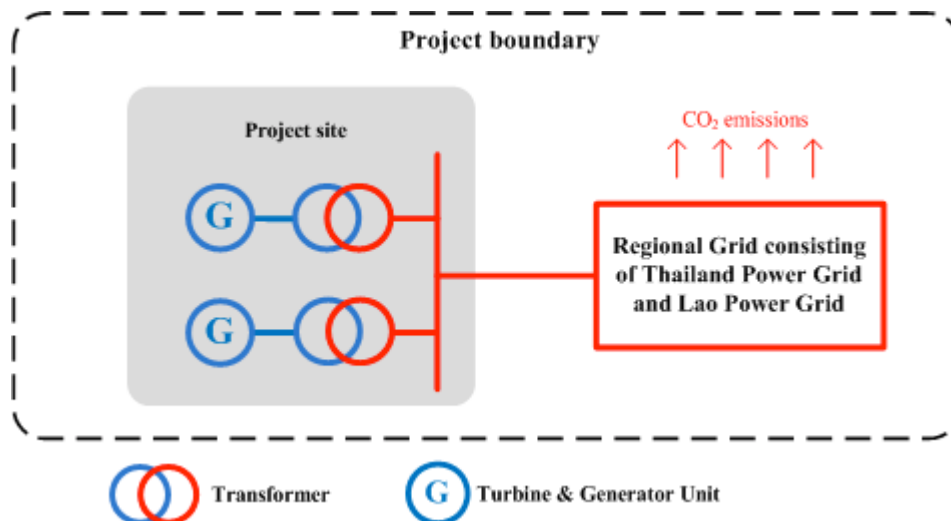 Project boundary
Project site
CO₂ emissions
G
Regional Grid consisting
of Thailand Power Grid
and Lao Power Grid
G
Transformer
G
Turbine & Generator Unit